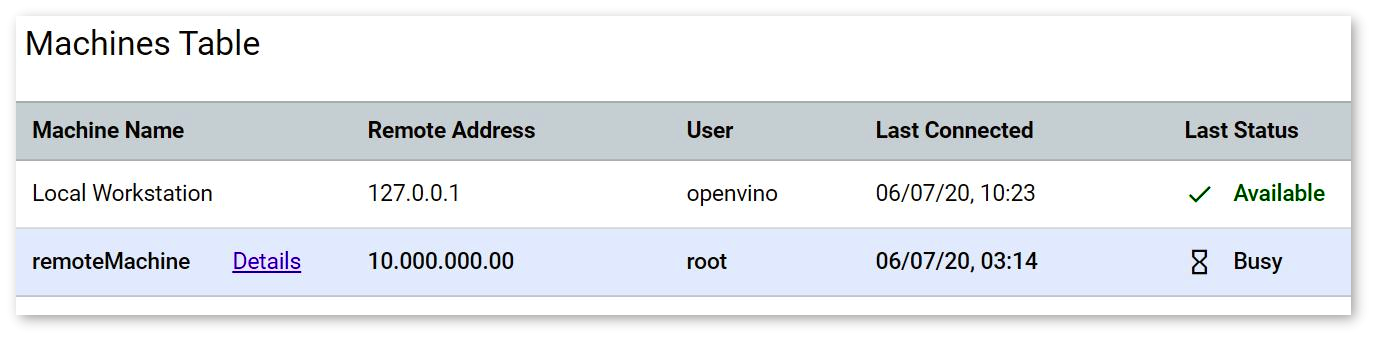 Machines Table
Machine Name Remote Address User Last Connected Last Status
Local Workstation 127.0.0.1 openvino 06/07/20, 10:23 Available
remoteMachine Details 10.000.000.00 root 06/07/20, 03:14 Busy